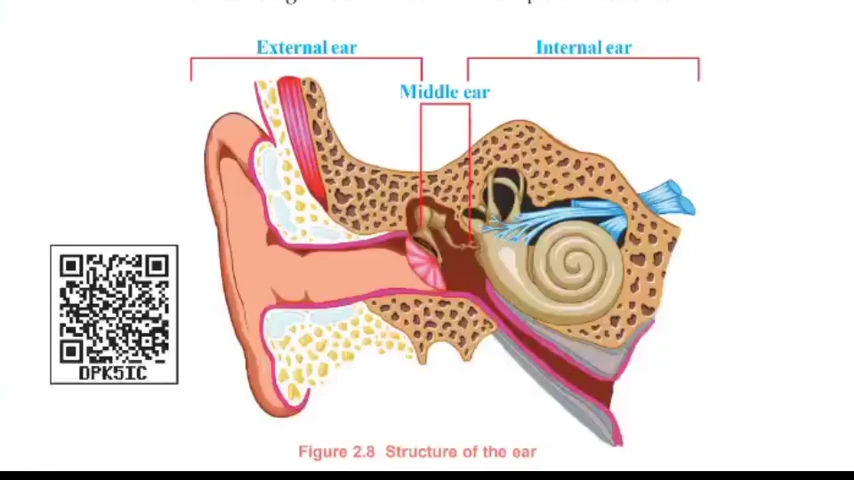 External ear
Internal ear
Middle ear
DPK5IC
Figure 2.8 Structure of the ear